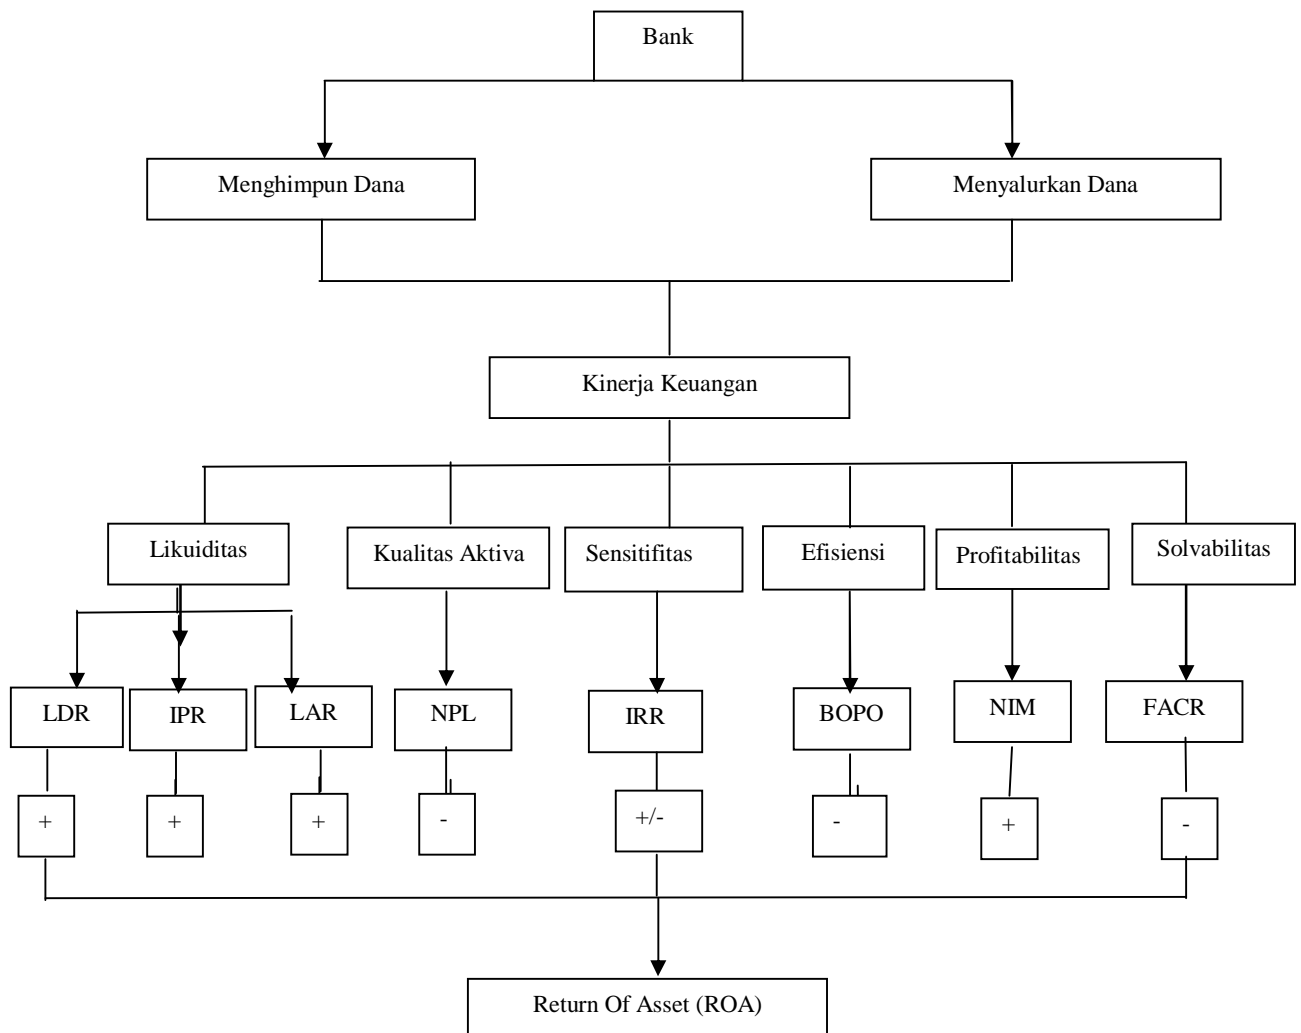 Bank
Menghimpun Dana
Menyalurkan Dana
Kinerja Keuangan
Likuiditas
Kualitas Aktiva
Sensitifitas
Efisiensi
Profitabilitas
Solvabilitas
LDR
IPR
LAR
NPL
IRR
BOPO
NIM
FACR
+
+
+
-
+/-
-
+
-
Return Of Asset (ROA)